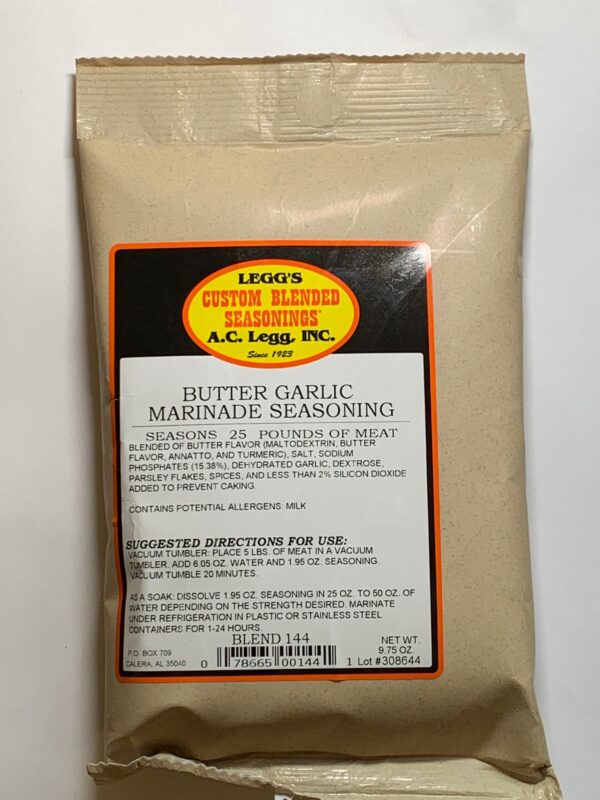 LEGG'S
CUSTOM BLENDED
SEASONINGS®
A.C. Legg, INC.
Since 1923
BUTTER GARLIC
MARINADE SEASONING
SEASONS 25 POUNDS OF MEAT
BLENDED OF BUTTER FLAVOR (MALTODEXTRIN, BUTTER
FLAVOR, ANNATTO, AND TURMERIC), SALT, SODIUM
PHOSPHATES (15.38%), DEHYDRATED GARLIC, DEXTROSE,
PARSLEY FLAKES, SPICES, AND LESS THAN 2% SILICON DIOXIDE
ADDED TO PREVENT CAKING.
CONTAINS POTENTIAL ALLERGENS: MILK
SUGGESTED DIRECTIONS FOR USE:
VACUUM TUMBLER: PLACE 5 LBS. OF MEAT IN A VACUUM
TUMBLER. ADD 6.05 OZ. WATER AND 1.95 OZ. SEASONING.
VACUUM TUMBLE 20 MINUTES.
AS A SOAK: DISSOLVE 1.95 OZ. SEASONING IN 25 OZ. TO 50 OZ. OF
WATER DEPENDING ON THE STRENGTH DESIRED. MARINATE
UNDER REFRIGERATION IN PLASTIC OR STAINLESS STEEL
CONTAINERS FOR 1-24 HOURS.
BLEND 144
P.O. BOX 709
CALERA, AL 35040
0 78665 00144 1
NET WT.
9.75 OZ.
Lot #308644